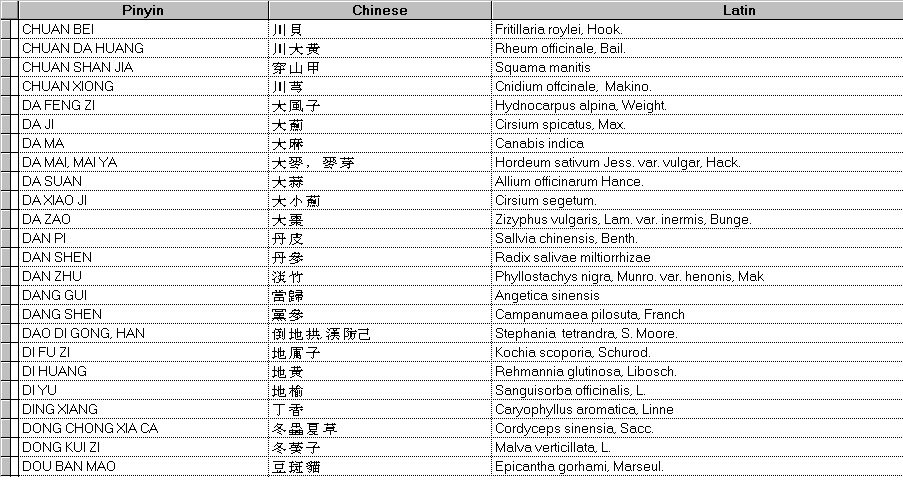 Pinyin Chinese Latin
CHUAN BEI 川貝 Fritillaria roylei, Hook.
CHUAN DA HUANG 川大黄 Rheum officinale, Bail.
CHUAN SHAN JIA 穿山甲 Squama manitis
CHUAN XIONG 川芎 Cnidium offcinale, Makino.
DA FENG ZI 大風子 Hydnocarpus alpina, Weight.
DA JI 大薊 Cirsium spicatus, Max.
DA MA 大麻 Canabis indica
DA MAI, MAI YA 大麥，麥芽 Hordeum sativum Jess. var. vulgar, Hack.
DA SUAN 大蒜 Allium officinarum Hance.
DA XIAO JI 大小薊 Cirsium segetum.
DA ZAO 大棗 Zizyphus vulgaris, Lam. var. inermis, Bunge.
DAN PI 丹皮 Sallvia chinensis, Benth.
DAN SHEN 丹參 Radix salivae miltiorrhizae
DAN ZHU 淡竹 Phyllostachys nigra, Munro. var. henonis, Mak
DANG GUI 當歸 Angetica sinensis
DANG SHEN 黨參 Campanumaea pilosuta, Franch
DAO DI GONG, HAN 倒地拱.漢防己 Stephania tetrandra, S. Moore.
DI FU ZI 地膚子 Kochia scoporia, Schurod.
DI HUANG 地黄 Rehmannia glutinosa, Libosch.
DI YU 地榆 Sanguisorba officinalis, L.
DING XIANG 丁香 Caryophyllus aromatica, Linne
DONG CHONG XIA CA 冬蟲夏草 Cordyceps sinensia, Sacc.
DONG KUI ZI 冬葵子 Malva verticillata, L.
DOU BAN MAO 豆斑貓 Epicantha gorhami, Marseul.